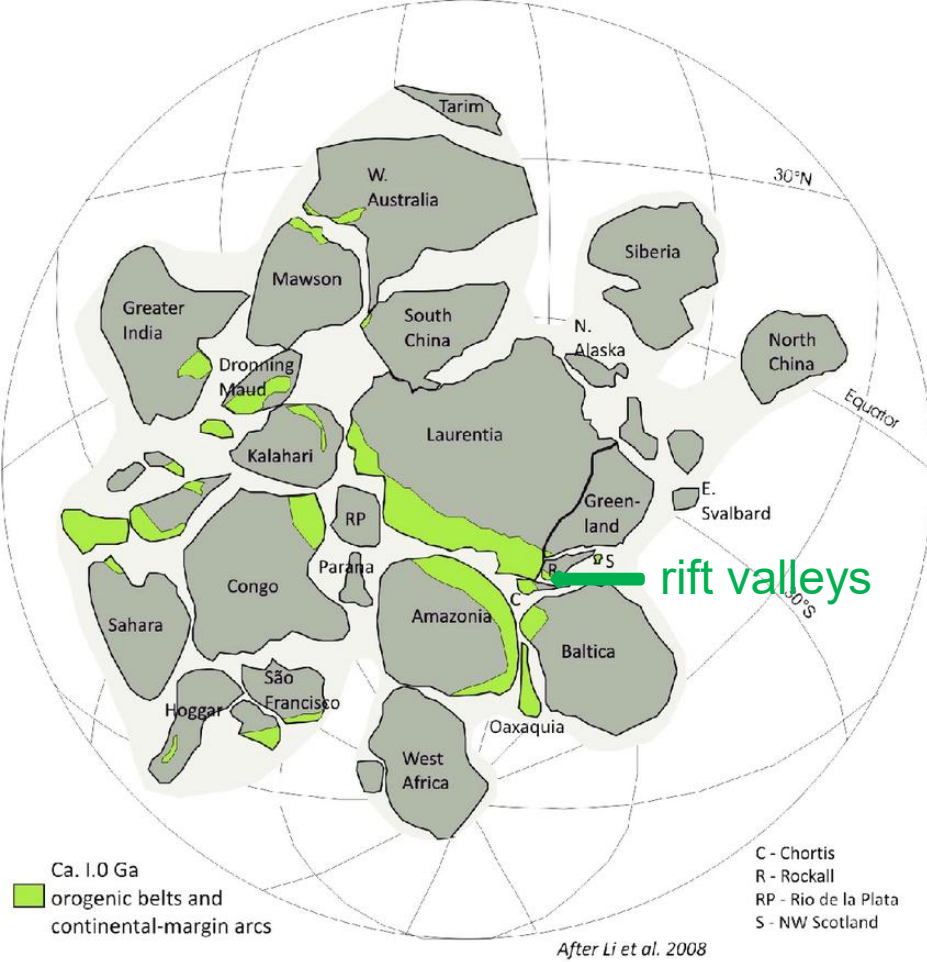 Tarim
W.
Australia
30°N
Siberia
Mawson
Greater
India
South
China
N.
Alaska
North
China
Dronning
Maud
Equator
Laurentia
Kalahari
Green-
land
E.
Svalbard
RP
S
R
rift valleys
Parana
Congo
C
30°S
Amazonia
Sahara
Baltica
São
Francisco
Hoggar
Oaxaquia
West
Africa
Ca. I.0 Ga
orogenic belts and
continental-margin arcs
C - Chortis
R - Rockall
RP - Rio de la Plata
S - NW Scotland
After Li et al. 2008